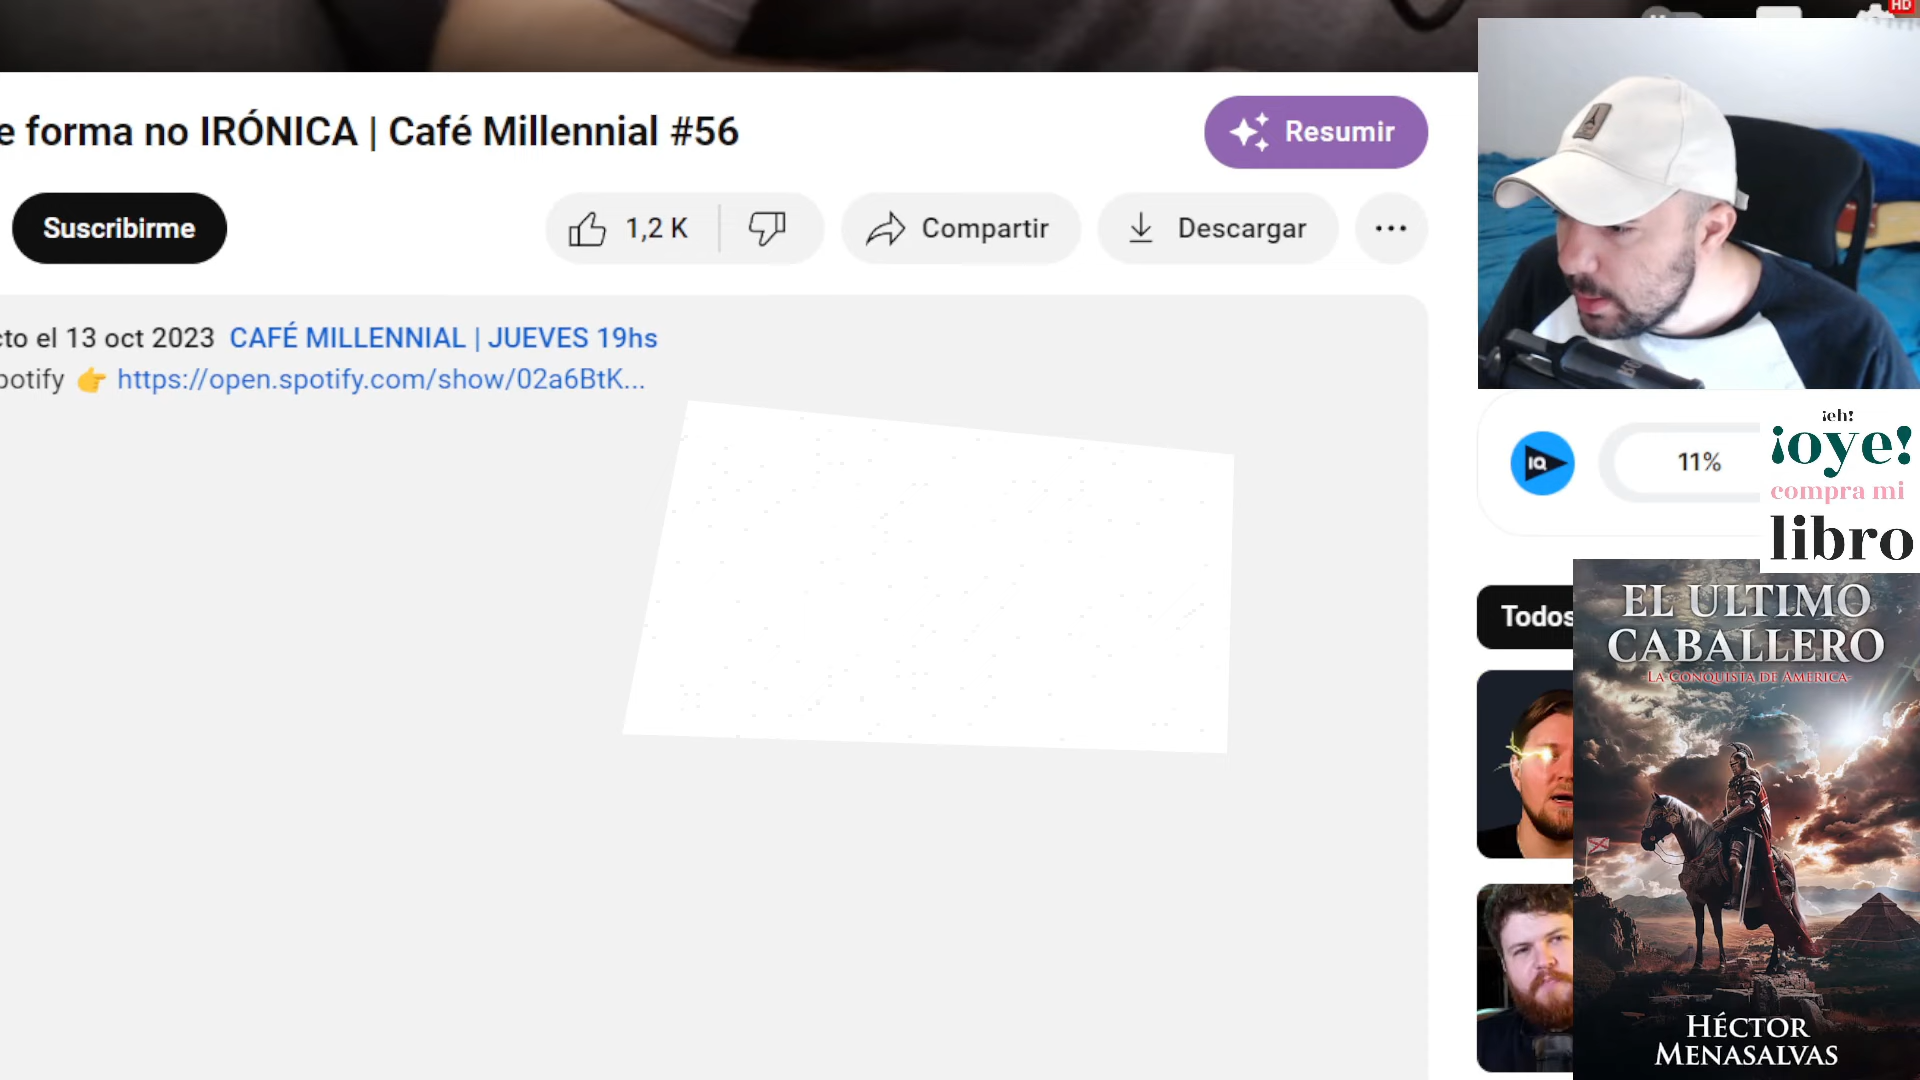 HD
e forma no IRÓNICA | Café Millennial #56
Resumir
Suscribirme
1,2 K
Compartir
Descargar
cto el 13 oct 2023 CAFÉ MILLENNIAL | JUEVES 19hs
potify 👉 https://open.spotify.com/show/02a6BtK...
IQ
11%
¡eh!
¡oye!
compra mi
libro
Todos
EL ULTIMO
CABALLERO
-LA CONQUISTA DE AMERICA-
HÉCTOR
MENASALVAS